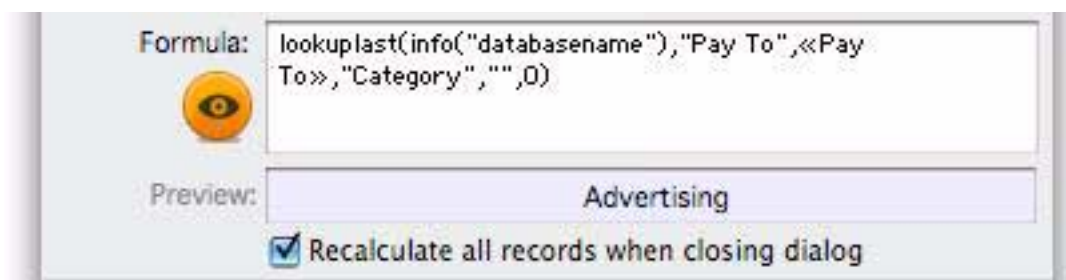 Formula: lookuplast(info("databasename"),"Pay To",«Pay
To»,"Category","",0)
Preview: Advertising
Recalculate all records when closing dialog